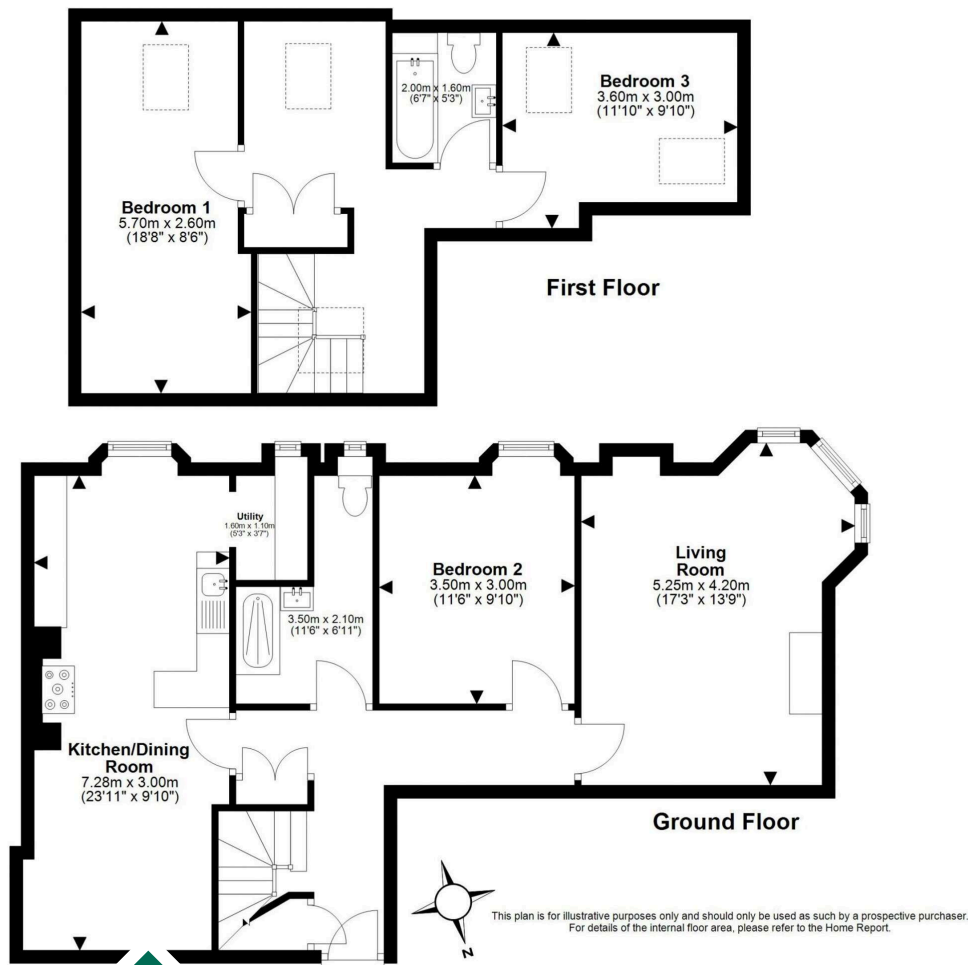 2.00m x 1.60m
(6'7" x 5'3")
Bedroom 3
3.60m x 3.00m
(11'10" x 9'10")
Bedroom 1
5.70m x 2.60m
(18'8" x 8'6")
First Floor
Utility
1.60m x 1.10m
(5'3" x 3'7")
Bedroom 2
3.50m x 3.00m
(11'6" x 9'10")
Living
Room
5.25m x 4.20m
(17'3" x 13'9")
3.50m x 2.10m
(11'6" x 6'11")
Kitchen/Dining
Room
7.28m x 3.00m
(23'11" x 9'10")
Ground Floor
N
This plan is for illustrative purposes only and should only be used as such by a prospective purchaser.
For details of the internal floor area, please refer to the Home Report.